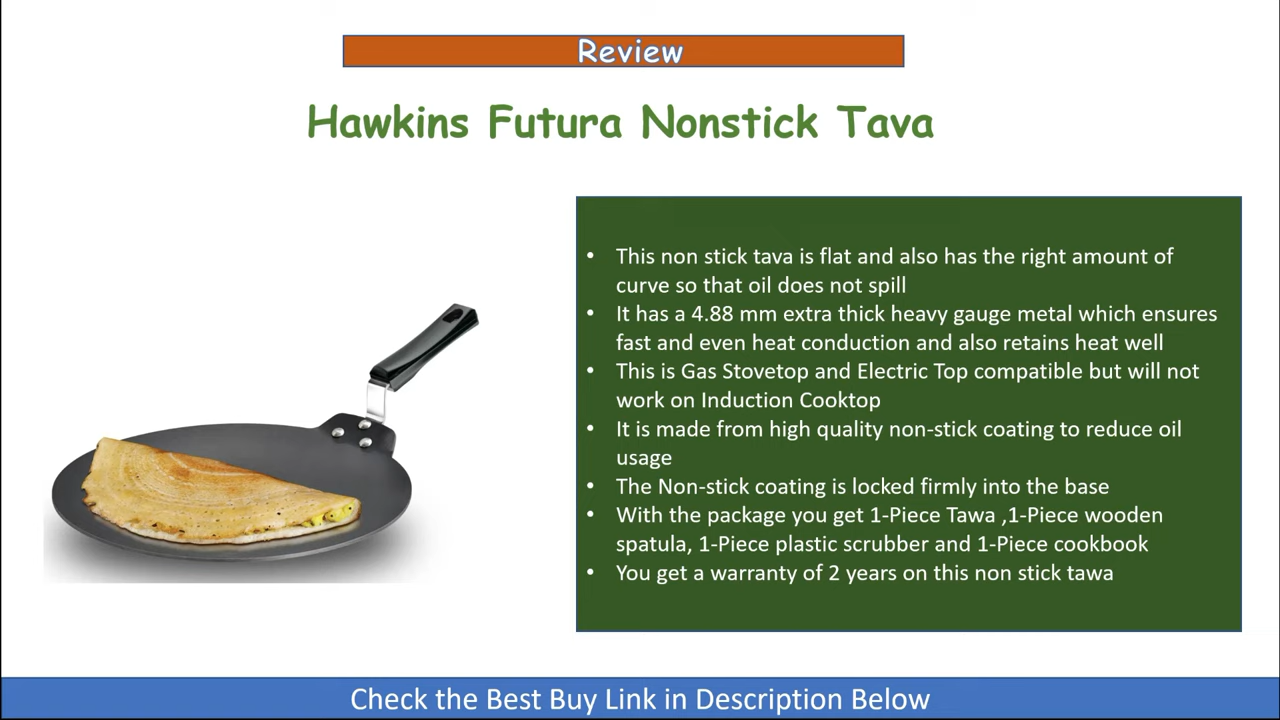 Review
Hawkins Futura Nonstick Tava
• This non stick tava is flat and also has the right amount of
curve so that oil does not spill
• It has a 4.88 mm extra thick heavy gauge metal which ensures
fast and even heat conduction and also retains heat well
• This is Gas Stovetop and Electric Top compatible but will not
work on Induction Cooktop
• It is made from high quality non-stick coating to reduce oil
usage
• The Non-stick coating is locked firmly into the base
• With the package you get 1-Piece Tawa ,1-Piece wooden
spatula, 1-Piece plastic scrubber and 1-Piece cookbook
• You get a warranty of 2 years on this non stick tawa
Check the Best Buy Link in Description Below